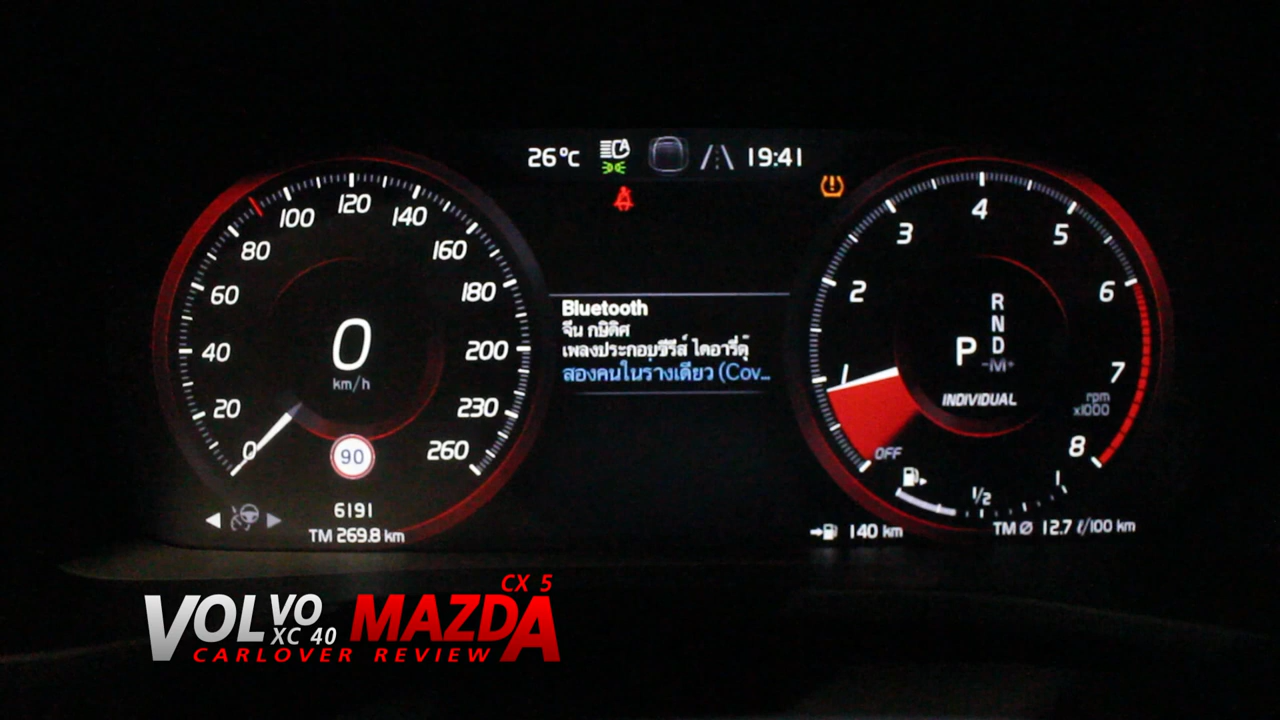 26°C
19:41
0
20
40
60
80
100
120
140
160
180
200
230
260
0
km/h
90
6191
TM 269.8 km
Bluetooth
จีน กษิดิศ
เพลงประกอบซีรีส์ ไดอารี่ตุ๊
สองคนในร่างเดียว (Cov...
1
2
3
4
5
6
7
8
rpm
x1000
R
N
P D
-M+
INDIVIDUAL
OFF
1/2
1
140 km
TM Ø 12.7 ℓ/100 km
CX 5
VOLVO MAZDA
XC 40
CARLOVER REVIEW